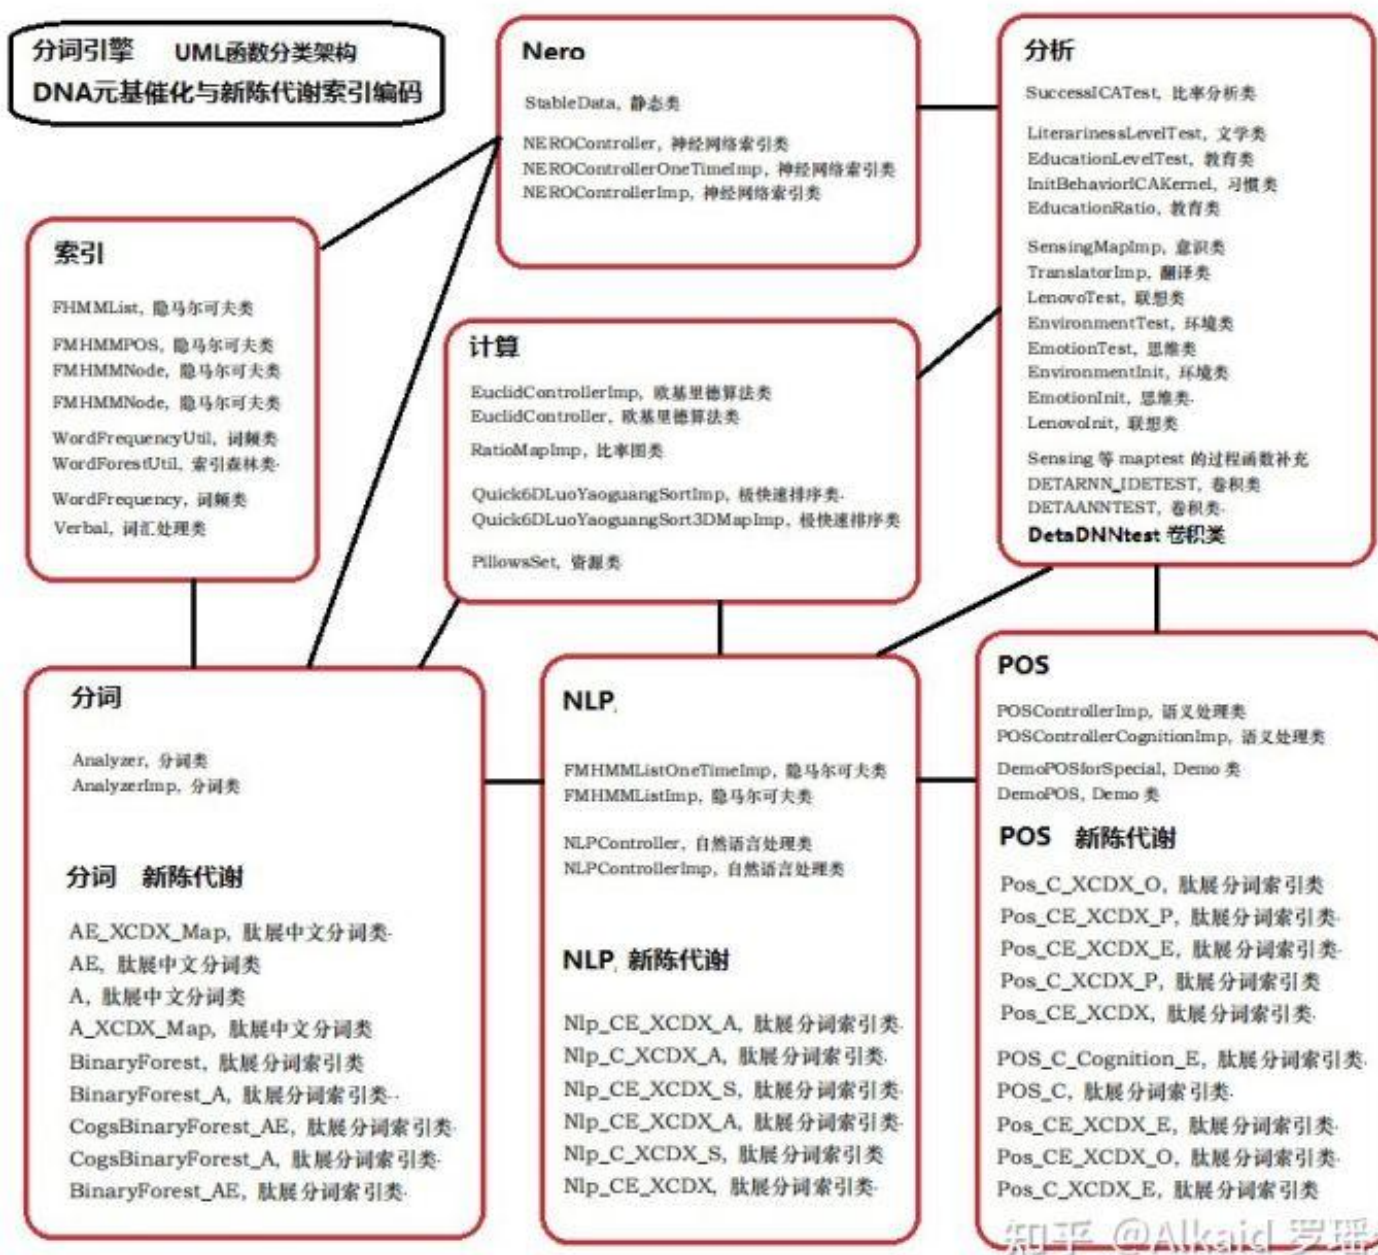 分词引擎 UML函数分类架构
DNA元基催化与新陈代谢索引编码
Nero
StableData, 静态类
NEROController, 神经网络索引类
NEROControllerOneTimeImp, 神经网络索引类
NEROControllerImp, 神经网络索引类
分析
SuccessICATest, 比率分析类
LiterarinessLevelTest, 文学类
EducationLevelTest, 教育类
InitBehaviorICAKernel, 习惯类
EducationRatio, 教育类
SensingMapImp, 意识类
TranslatorImp, 翻译类
LenovoTest, 联想类
EnvironmentTest, 环境类
EmotionTest, 思维类
EnvironmentInit, 环境类
EmotionInit, 思维类.
LenovoInit, 联想类
Sensing 等 maptest 的过程函数补充
DETARNN_IDETEST, 卷积类
DETAANNTEST, 卷积类.
DetaDNNtest 卷积类
索引
FHMMList, 隐马尔可夫类
FMHMMPOS, 隐马尔可夫类
FMHMMNode, 隐马尔可夫类
FMHMMNode, 隐马尔可夫类
WordFrequencyUtil, 词频类
WordForestUtil, 索引森林类.
WordFrequency, 词频类
Verbal, 词汇处理类
计算
EuclidControllerImp, 欧基里德算法类
EuclidController, 欧基里德算法类
RatioMapImp, 比率图类
Quick6DLuoYaoguangSortImp, 极快速排序类.
Quick6DLuoYaoguangSort3DMapImp, 极快速排序类
PillowsSet, 资源类
分词
Analyzer, 分词类
AnalyzerImp, 分词类
分词 新陈代谢
AE_XCDX_Map, 肽展中文分词类.
AE, 肽展中文分词类
A, 肽展中文分词类
A_XCDX_Map, 肽展中文分词类
BinaryForest, 肽展分词索引类
BinaryForest_A, 肽展分词索引类..
CogsBinaryForest_AE, 肽展分词索引类.
CogsBinaryForest_A, 肽展分词索引类.
BinaryForest_AE, 肽展分词索引类.
NLP.
FMHMMListOneTimeImp, 隐马尔可夫类
FMHMMListImp, 隐马尔可夫类
NLPController, 自然语言处理类
NLPControllerImp, 自然语言处理类
NLP, 新陈代谢
Nlp_CE_XCDX_A, 肽展分词索引类.
Nlp_C_XCDX_A, 肽展分词索引类.
Nlp_CE_XCDX_S, 肽展分词索引类.
Nlp_CE_XCDX_A, 肽展分词索引类.
Nlp_C_XCDX_S, 肽展分词索引类
Nlp_CE_XCDX, 肽展分词索引类.
POS
POSControllerImp, 语义处理类
POSControllerCognitionImp, 语义处理类
DemoPOSforSpecial, Demo 类
DemoPOS, Demo 类
POS 新陈代谢
Pos_C_XCDX_O, 肽展分词索引类
Pos_CE_XCDX_P, 肽展分词索引类.
Pos_CE_XCDX_E, 肽展分词索引类.
Pos_C_XCDX_P, 肽展分词索引类
Pos_CE_XCDX, 肽展分词索引类.
POS_C_Cognition_E, 肽展分词索引类.
POS_C, 肽展分词索引类.
Pos_CE_XCDX_E, 肽展分词索引类.
Pos_CE_XCDX_O, 肽展分词索引类.
Pos_C_XCDX_E, 肽展分词索引类
知乎 @Alkaid 罗瑶